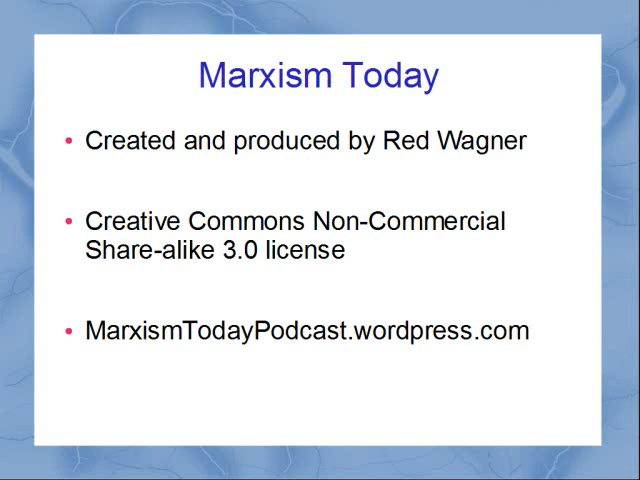 Marxism Today
• Created and produced by Red Wagner
• Creative Commons Non-Commercial
Share-alike 3.0 license
• MarxismTodayPodcast.wordpress.com